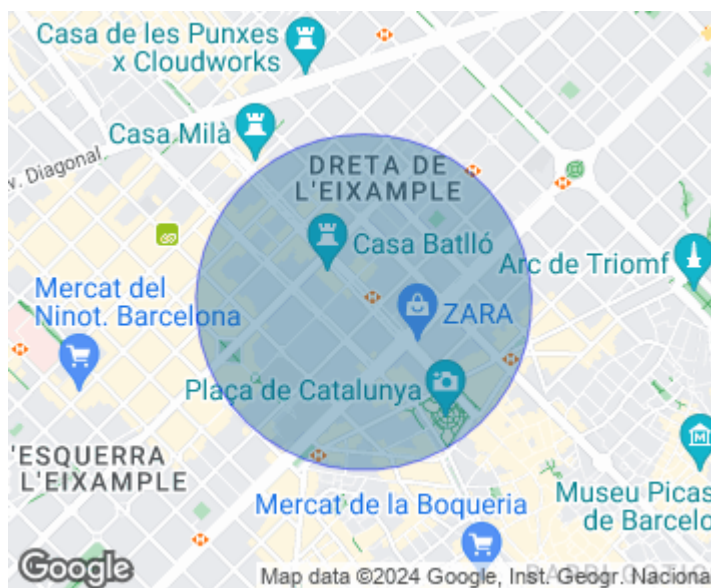 Casa de les Punxes
x Cloudworks
Casa Milà
v. Diagonal
DRETA DE
L'EIXAMPLE
Casa Batlló
Arc de Triomf
Mercat del
Ninot. Barcelona
ZARA
Plaça de Catalunya
'ESQUERRA
L'EIXAMPLE
Mercat de la Boqueria
Museu Picas
de Barcelo
Google
Map data ©2024 Google, Inst. Geogr. Naciona